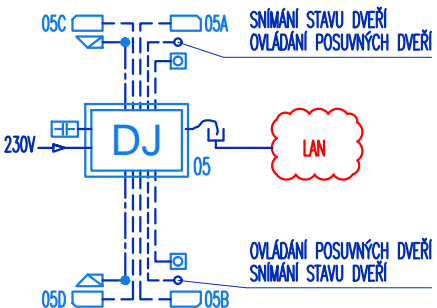 05C
05A
SNÍMÁNÍ STAVU DVEŘÍ
OVLÁDÁNÍ POSUVNÝCH DVEŘÍ
230V
DJ
05
LAN
OVLÁDÁNÍ POSUVNÝCH DVEŘÍ
SNÍMÁNÍ STAVU DVEŘÍ
05D
05B